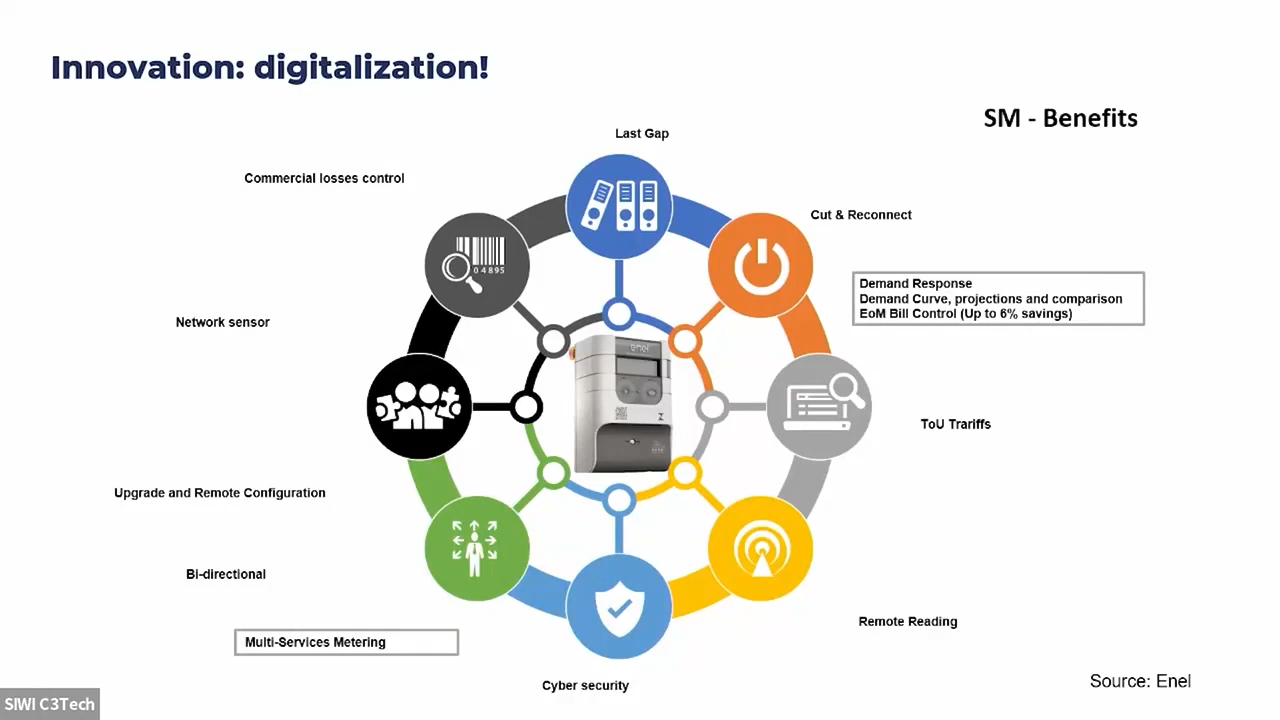 Innovation: digitalization!
SM - Benefits
Last Gap
Commercial losses control
Cut & Reconnect
04895
Demand Response
Demand Curve, projections and comparison
EoM Bill Control (Up to 6% savings)
Network sensor
enel
ToU Trariffs
Upgrade and Remote Configuration
Bi-directional
Remote Reading
Multi-Services Metering
Cyber security
Source: Enel
SIWI C3Tech